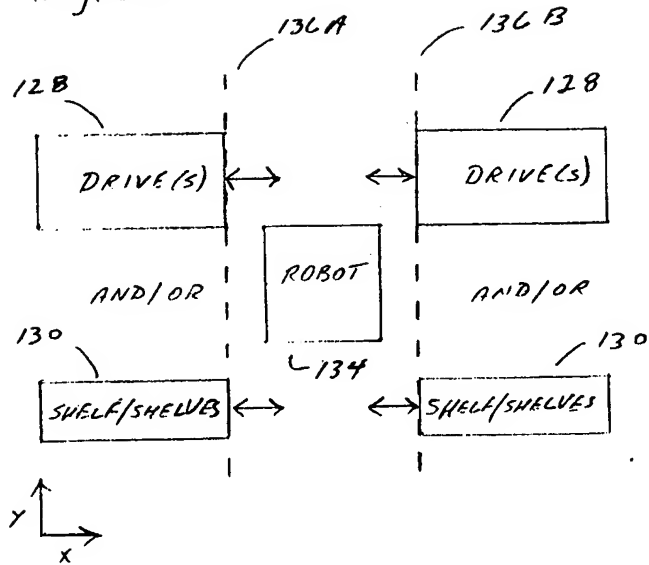 136A 136B
128 128
DRIVE(S) DRIVE(S)
ROBOT
AND/OR AND/OR
130 134 130
SHELF/SHELVES SHELF/SHELVES
Y
X